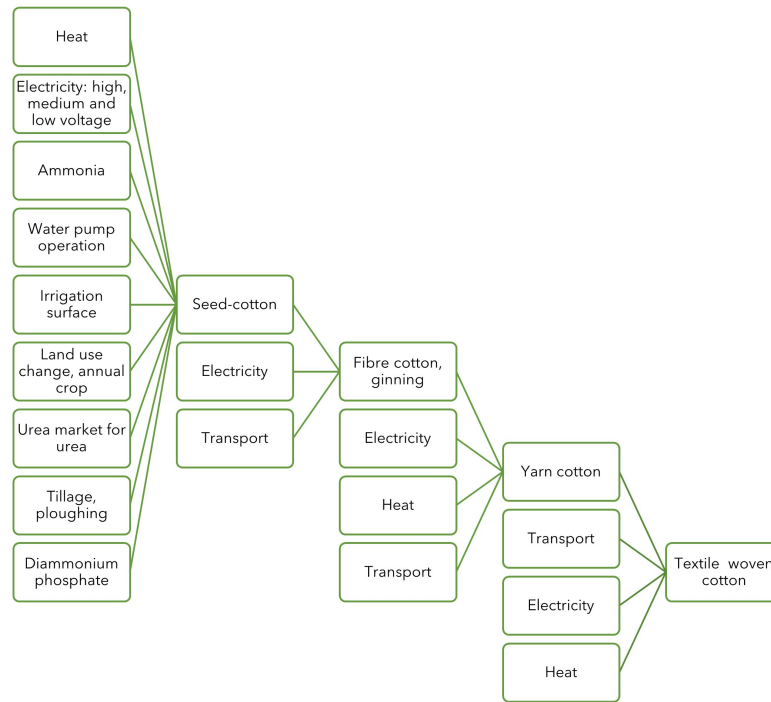 Heat
Electricity: high,
medium and
low voltage
Ammonia
Water pump
operation
Irrigation
surface
Land use
change, annual
crop
Urea market for
urea
Tillage,
ploughing
Diammonium
phosphate
Seed-cotton
Electricity
Transport
Fibre cotton,
ginning
Electricity
Heat
Transport
Yarn cotton
Transport
Electricity
Heat
Textile woven
cotton